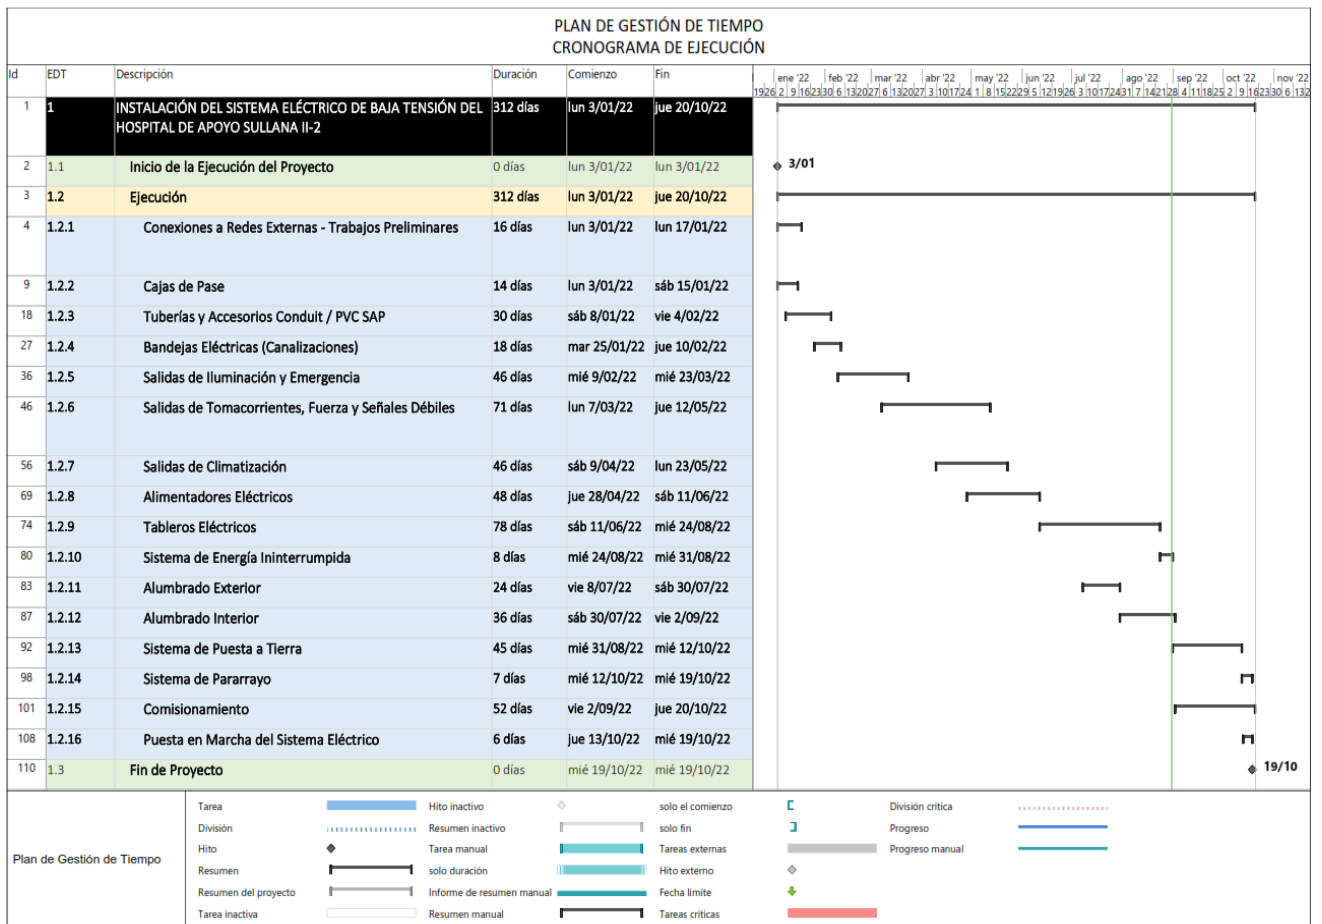 PLAN DE GESTIÓN DE TIEMPO
CRONOGRAMA DE EJECUCIÓN
Id EDT Descripción Duración Comienzo Fin
ene '22 feb '22 mar '22 abr '22 may '22 jun '22 jul '22 ago '22 sep '22 oct '22 nov '22
1 1 INSTALACIÓN DEL SISTEMA ELÉCTRICO DE BAJA TENSIÓN DEL 312 días lun 3/01/22 jue 20/10/22
HOSPITAL DE APOYO SULLANA II-2
2 1.1 Inicio de la Ejecución del Proyecto 0 días lun 3/01/22 lun 3/01/22 3/01
3 1.2 Ejecución 312 días lun 3/01/22 jue 20/10/22
4 1.2.1 Conexiones a Redes Externas - Trabajos Preliminares 16 días lun 3/01/22 lun 17/01/22
9 1.2.2 Cajas de Pase 14 días lun 3/01/22 sáb 15/01/22
18 1.2.3 Tuberías y Accesorios Conduit / PVC SAP 30 días sáb 8/01/22 vie 4/02/22
27 1.2.4 Bandejas Eléctricas (Canalizaciones) 18 días mar 25/01/22 jue 10/02/22
36 1.2.5 Salidas de Iluminación y Emergencia 46 días mié 9/02/22 mié 23/03/22
46 1.2.6 Salidas de Tomacorrientes, Fuerza y Señales Débiles 71 días lun 7/03/22 jue 12/05/22
56 1.2.7 Salidas de Climatización 46 días sáb 9/04/22 lun 23/05/22
69 1.2.8 Alimentadores Eléctricos 48 días jue 28/04/22 sáb 11/06/22
74 1.2.9 Tableros Eléctricos 78 días sáb 11/06/22 mié 24/08/22
80 1.2.10 Sistema de Energía Ininterrumpida 8 días mié 24/08/22 mié 31/08/22
83 1.2.11 Alumbrado Exterior 24 días vie 8/07/22 sáb 30/07/22
87 1.2.12 Alumbrado Interior 36 días sáb 30/07/22 vie 2/09/22
92 1.2.13 Sistema de Puesta a Tierra 45 días mié 31/08/22 mié 12/10/22
98 1.2.14 Sistema de Pararrayo 7 días mié 12/10/22 mié 19/10/22
101 1.2.15 Comisionamiento 52 días vie 2/09/22 jue 20/10/22
108 1.2.16 Puesta en Marcha del Sistema Eléctrico 6 días jue 13/10/22 mié 19/10/22
110 1.3 Fin de Proyecto 0 días mié 19/10/22 mié 19/10/22 19/10
Plan de Gestión de Tiempo
Tarea Hito inactivo solo el comienzo División crítica
División Resumen inactivo solo fin Progreso
Hito Tarea manual Tareas externas Progreso manual
Resumen solo duración Hito externo
Resumen del proyecto Informe de resumen manual Fecha límite
Tarea inactiva Resumen manual Tareas críticas